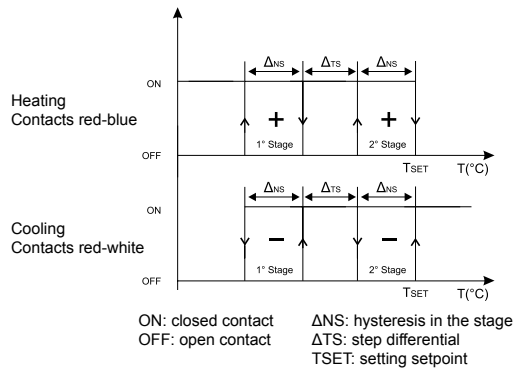 ΔNS ΔTS ΔNS
ON
Heating
Contacts red-blue
+ +
1° Stage 2° Stage
OFF
TSET T(°C)
ΔNS ΔTS ΔNS
ON
Cooling
Contacts red-white
− −
1° Stage 2° Stage
OFF
TSET T(°C)
ON: closed contact ΔNS: hysteresis in the stage
OFF: open contact ΔTS: step differential
TSET: setting setpoint